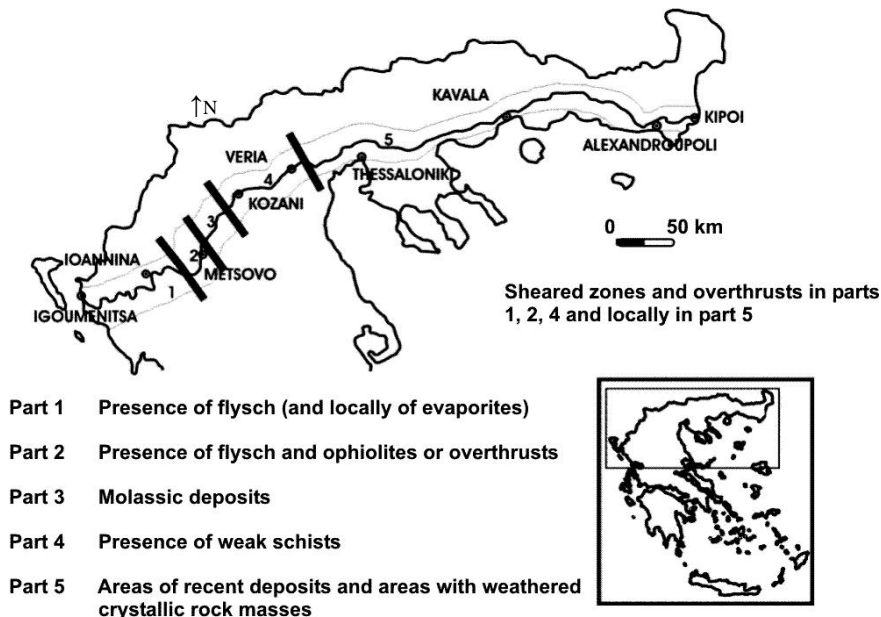 ↑N
KAVALA
KIPOI
ALEXANDROUPOLI
5
VERIA
THESSALONIKI
4
KOZANI
3
0 50 km
IOANNINA
2
METSOVO
1
IGOUMENITSA
Sheared zones and overthrusts in parts
1, 2, 4 and locally in part 5
Part 1 Presence of flysch (and locally of evaporites)
Part 2 Presence of flysch and ophiolites or overthrusts
Part 3 Molassic deposits
Part 4 Presence of weak schists
Part 5 Areas of recent deposits and areas with weathered
crystallic rock masses